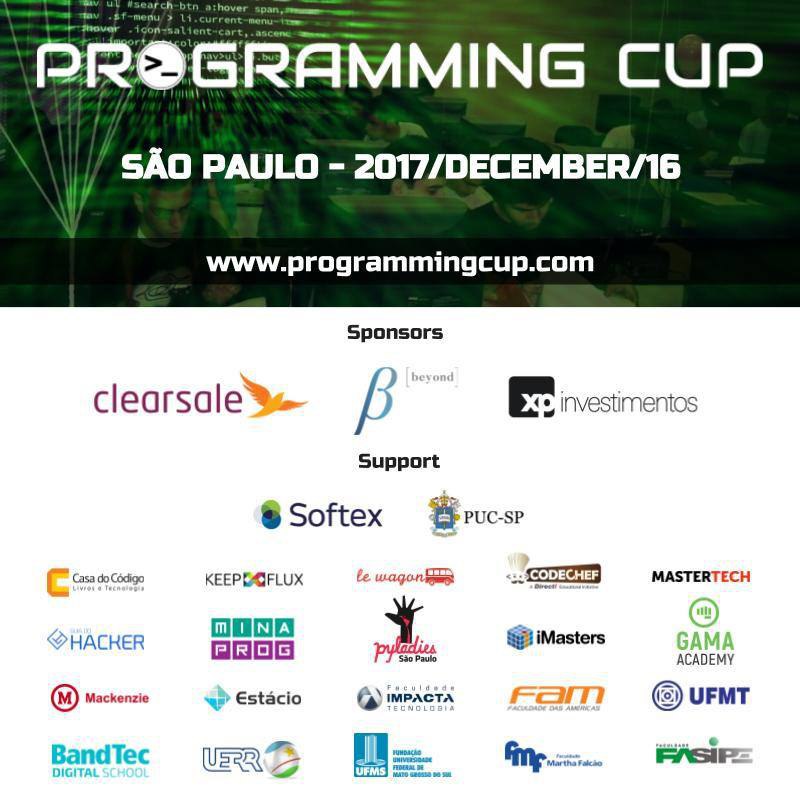 av ul #search-btn a:hover span,
nav .sf-menu > li.current-menu-
:hover .icon-salient-cart,.ascend
PROGRAMMING CUP
SÃO PAULO - 2017/DECEMBER/16
www.programmingcup.com
Sponsors
clearsale
β [beyond]
xp investimentos
Support
Softex
PUC-SP
Casa do Código
Livros e Tecnologia
KEEP FLUX
le wagon
CODECHEF
A Directi Educational Initiative
MASTERTECH
GUIA DO
HACKER
MINA
PROG
pyladies
São Paulo
iMasters
GAMA
ACADEMY
M Mackenzie
Estácio
Faculdade
IMPACTA
TECNOLOGIA
FAM
FACULDADE DAS AMÉRICAS
UFMT
BandTec
DIGITAL SCHOOL
UERR
UFMS
FUNDAÇÃO
UNIVERSIDADE
FEDERAL DE
MATO GROSSO DO SUL
fmf
Faculdade
Martha Falcão
FACULDADE
FASIPE